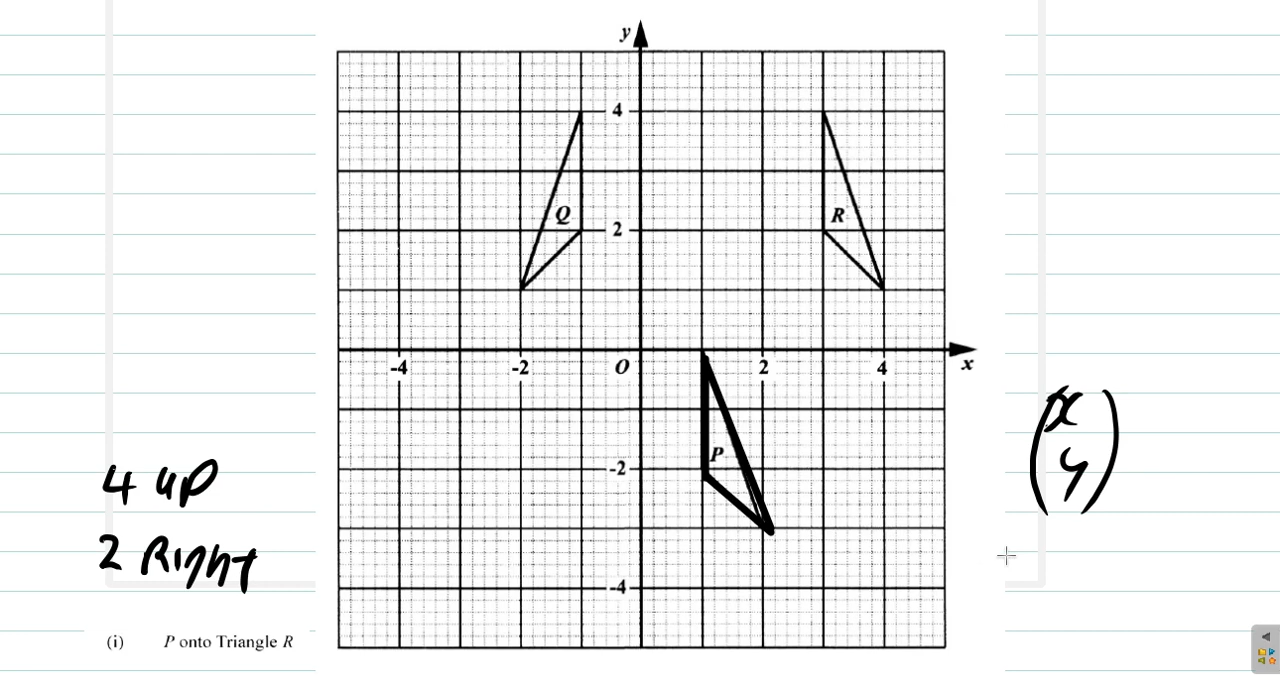 y
4
Q
R
2
-4
-2
O
2
4
x
P
-2
-4
4 up
2 Right
(x
y)
(i) P onto Triangle R